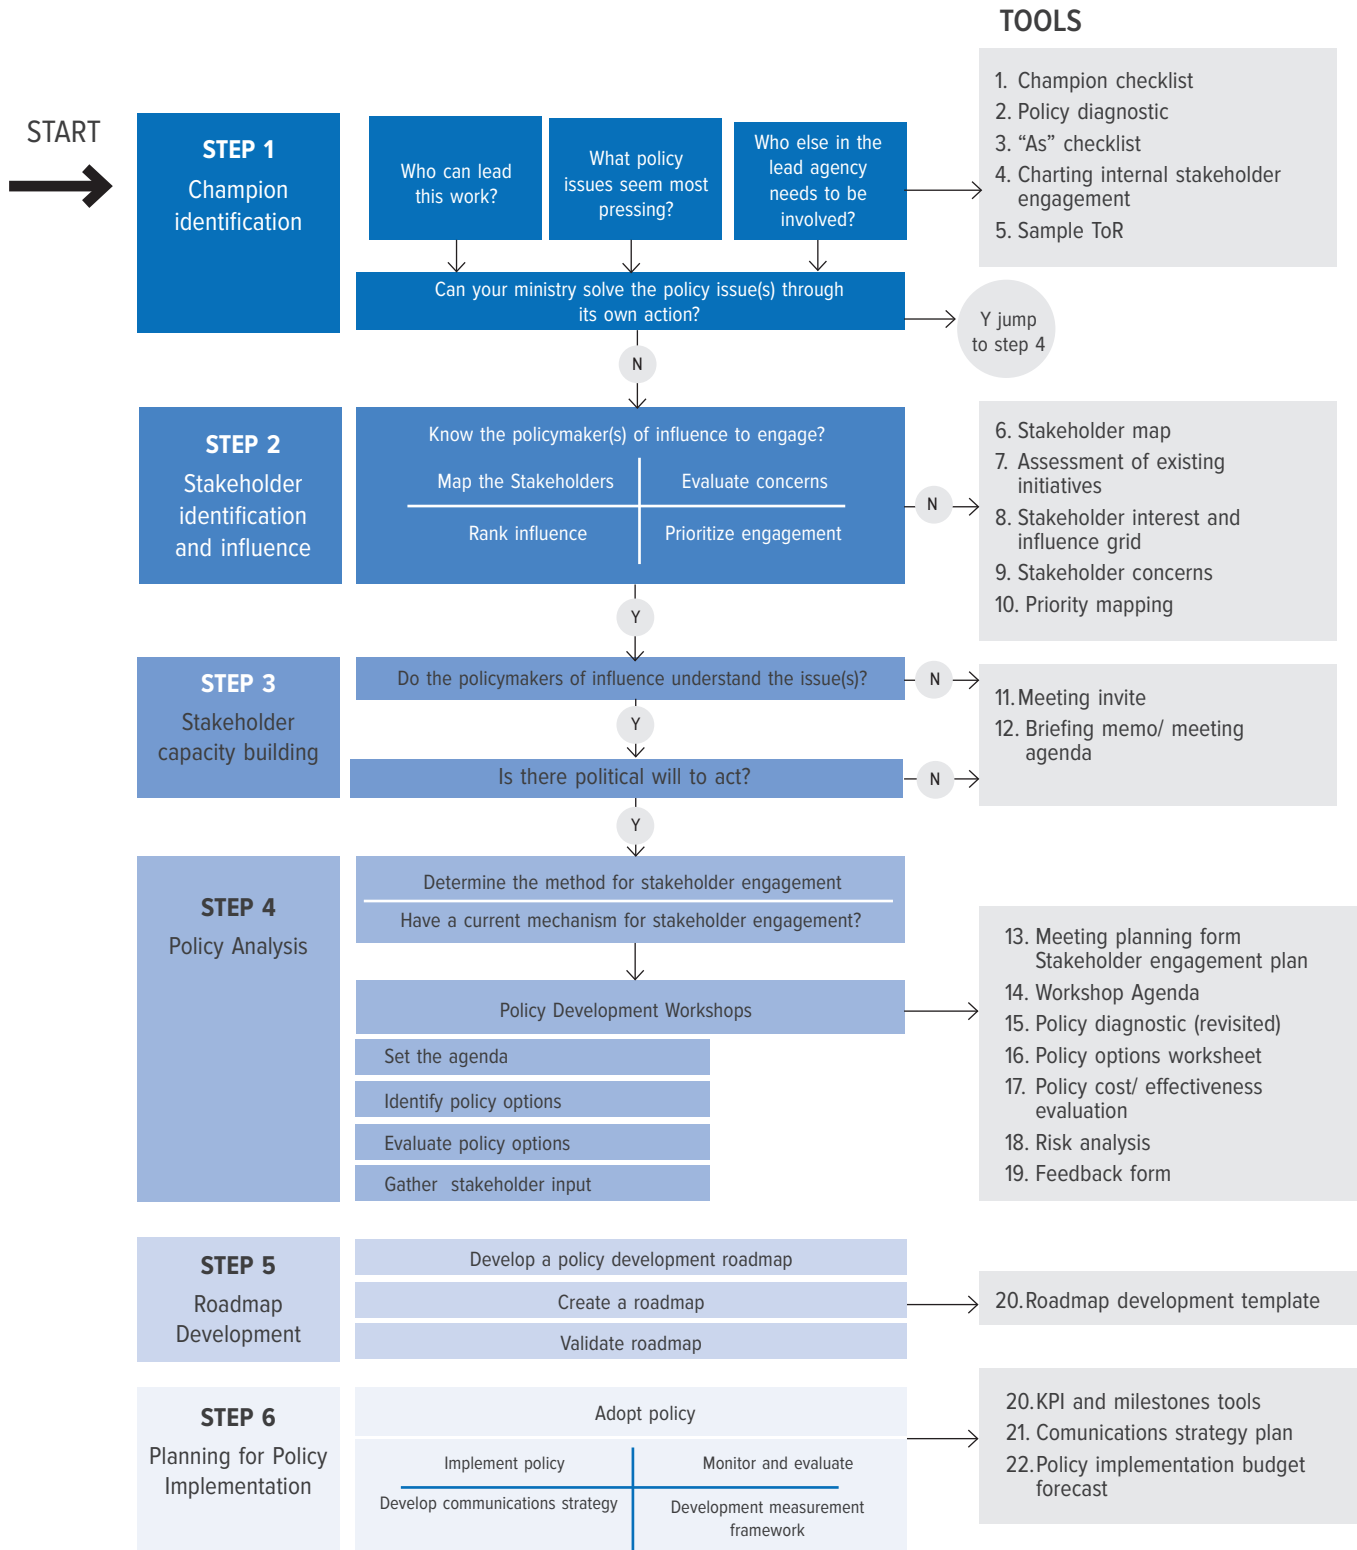 TOOLS
START
STEP 1
Champion
identification
Who can lead
this work?
What policy
issues seem most
pressing?
Who else in the
lead agency
needs to be
involved?
1. Champion checklist
2. Policy diagnostic
3. “As” checklist
4. Charting internal stakeholder
engagement
5. Sample ToR
Can your ministry solve the policy issue(s) through
its own action?
Y jump
to step 4
N
STEP 2
Stakeholder
identification
and influence
Know the policymaker(s) of influence to engage?
Map the Stakeholders
Evaluate concerns
Rank influence
Prioritize engagement
N
6. Stakeholder map
7. Assessment of existing
initiatives
8. Stakeholder interest and
influence grid
9. Stakeholder concerns
10. Priority mapping
Y
STEP 3
Stakeholder
capacity building
Do the policymakers of influence understand the issue(s)?
N
Y
Is there political will to act?
N
11. Meeting invite
12. Briefing memo/ meeting
agenda
Y
STEP 4
Policy Analysis
Determine the method for stakeholder engagement
Have a current mechanism for stakeholder engagement?
Policy Development Workshops
Set the agenda
Identify policy options
Evaluate policy options
Gather stakeholder input
13. Meeting planning form
Stakeholder engagement plan
14. Workshop Agenda
15. Policy diagnostic (revisited)
16. Policy options worksheet
17. Policy cost/ effectiveness
evaluation
18. Risk analysis
19. Feedback form
STEP 5
Roadmap
Development
Develop a policy development roadmap
Create a roadmap
Validate roadmap
20. Roadmap development template
STEP 6
Planning for Policy
Implementation
Adopt policy
Implement policy
Monitor and evaluate
Develop communications strategy
Development measurement
framework
20. KPI and milestones tools
21. Comunications strategy plan
22. Policy implementation budget
forecast